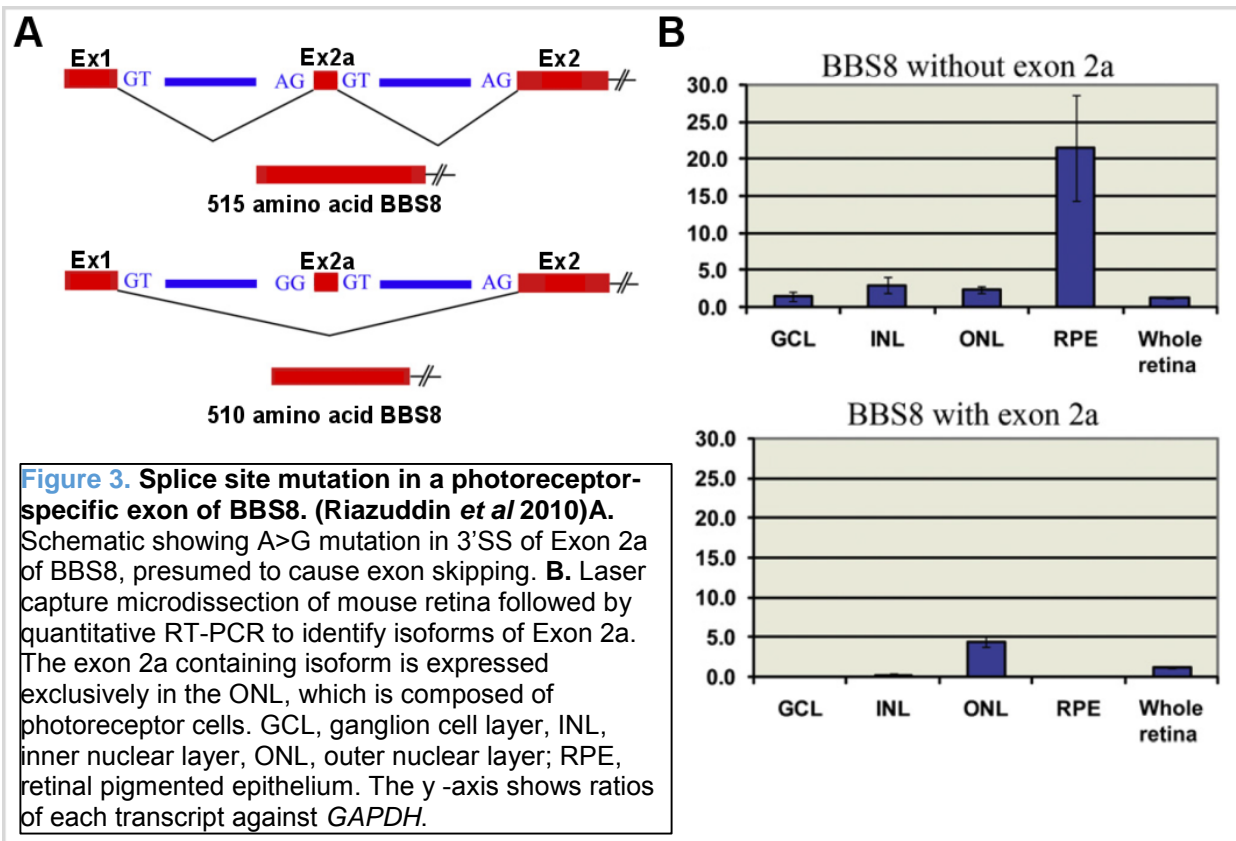 A
Ex1 Ex2a Ex2
GT AG GT AG
515 amino acid BBS8
Ex1 Ex2a Ex2
GT GG GT AG
510 amino acid BBS8
Figure 3. Splice site mutation in a photoreceptor-
specific exon of BBS8. (Riazuddin et al 2010)A.
Schematic showing A>G mutation in 3'SS of Exon 2a
of BBS8, presumed to cause exon skipping. B. Laser
capture microdissection of mouse retina followed by
quantitative RT-PCR to identify isoforms of Exon 2a.
The exon 2a containing isoform is expressed
exclusively in the ONL, which is composed of
photoreceptor cells. GCL, ganglion cell layer, INL,
inner nuclear layer, ONL, outer nuclear layer; RPE,
retinal pigmented epithelium. The y -axis shows ratios
of each transcript against GAPDH.
B
BBS8 without exon 2a
30.0
25.0
20.0
15.0
10.0
5.0
0.0
GCL INL ONL RPE Whole
retina
BBS8 with exon 2a
30.0
25.0
20.0
15.0
10.0
5.0
0.0
GCL INL ONL RPE Whole
retina